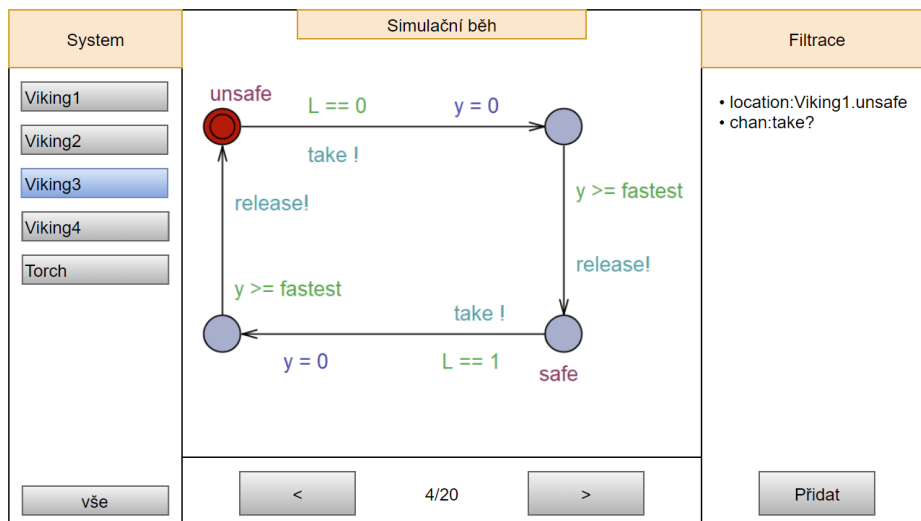 System
Simulační běh
Filtrace
Viking1
Viking2
Viking3
Viking4
Torch
vše
unsafe
L == 0
y = 0
take !
release!
y >= fastest
y >= fastest
release!
take !
y = 0
L == 1
safe
<
4/20
>
• location:Viking1.unsafe
• chan:take?
Přidat